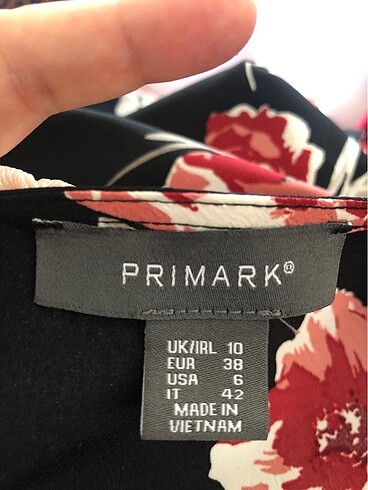 PRIMARK®
UK/IRL 10
EUR 38
USA 6
IT 42
MADE IN
VIETNAM